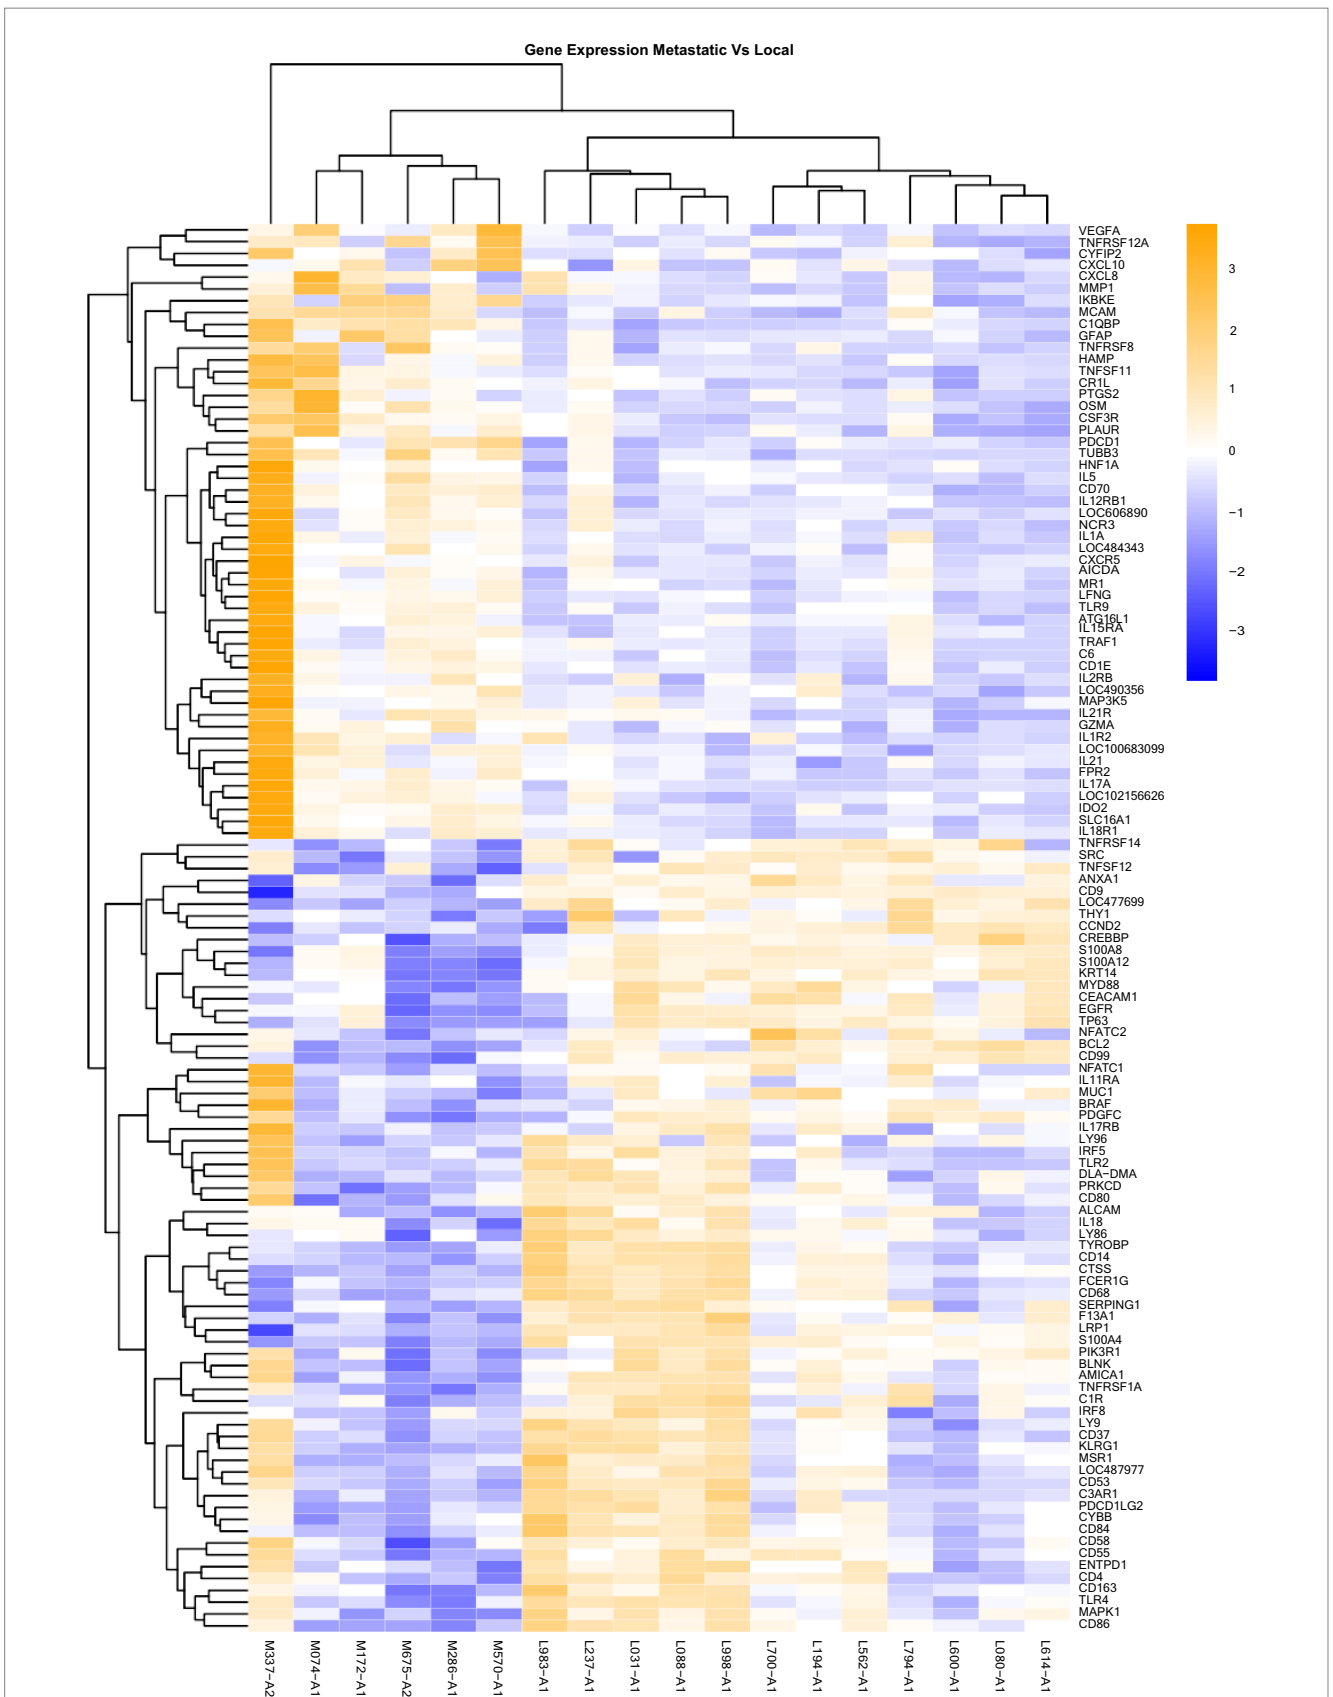 Gene Expression Metastatic Vs Local
VEGFA
TNFRSF12A
CYFIP2
CXCL10
CXCL8
MMP1
IKBKE
MCAM
C1QBP
GFAP
TNFRSF8
HAMP
TNFSF11
CR1L
PTGS2
OSM
CSF3R
PLAUR
PDCD1
TUBB3
HNF1A
IL5
CD70
IL12RB1
LOC606890
NCR3
IL1A
LOC484343
CXCR5
AICDA
MR1
LFNG
TLR9
ATG16L1
IL15RA
TRAF1
C6
CD1E
IL2RB
LOC490356
MAP3K5
IL21R
GZMA
IL1R2
LOC100683099
IL21
FPR2
IL17A
LOC102156626
IDO2
SLC16A1
IL18R1
TNFRSF14
SRC
TNFSF12
ANXA1
CD9
LOC477699
THY1
CCND2
CREBBP
S100A8
S100A12
KRT14
MYD88
CEACAM1
EGFR
TP63
NFATC2
BCL2
CD99
NFATC1
IL11RA
MUC1
BRAF
PDGFC
IL17RB
LY96
IRF5
TLR2
DLA−DMA
PRKCD
CD80
ALCAM
IL18
LY86
TYROBP
CD14
CTSS
FCER1G
CD68
SERPING1
F13A1
LRP1
S100A4
PIK3R1
BLNK
AMICA1
TNFRSF1A
C1R
IRF8
LY9
CD37
KLRG1
MSR1
LOC487977
CD53
C3AR1
PDCD1LG2
CYBB
CD84
CD58
CD55
ENTPD1
CD4
CD163
TLR4
MAPK1
CD86
3
2
1
0
−1
−2
−3
M337−A2
M074−A1
M172−A1
M675−A2
M286−A1
M570−A1
L983−A1
L237−A1
L031−A1
L088−A1
L998−A1
L700−A1
L194−A1
L562−A1
L794−A1
L600−A1
L080−A1
L614−A1